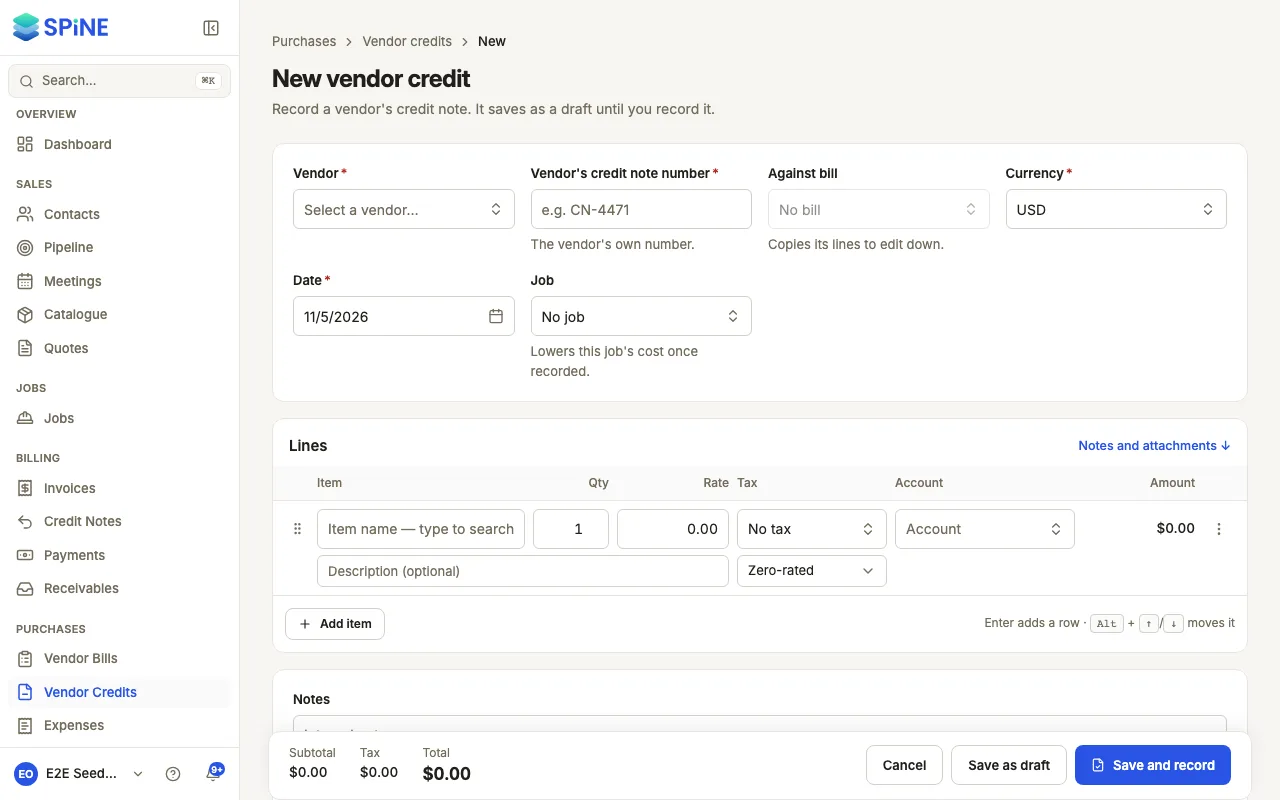 SPiNE
Search...
⌘K
OVERVIEW
Dashboard
SALES
Contacts
Pipeline
Meetings
Catalogue
Quotes
JOBS
Jobs
BILLING
Invoices
Credit Notes
Payments
Receivables
PURCHASES
Vendor Bills
Vendor Credits
Expenses
EO E2E Seed...
9+
Purchases > Vendor credits > New
New vendor credit
Record a vendor's credit note. It saves as a draft until you record it.
Vendor* Vendor's credit note number* Against bill Currency*
Select a vendor... e.g. CN-4471 No bill USD
The vendor's own number. Copies its lines to edit down.
Date* Job
11/5/2026 No job
Lowers this job's cost once
recorded.
Lines Notes and attachments ↓
Item Qty Rate Tax Account Amount
Item name — type to search 1 0.00 No tax Account $0.00
Description (optional) Zero-rated
+ Add item Enter adds a row · Alt + ↑/↓ moves it
Notes
Subtotal Tax Total
$0.00 $0.00 $0.00
Cancel Save as draft Save and record